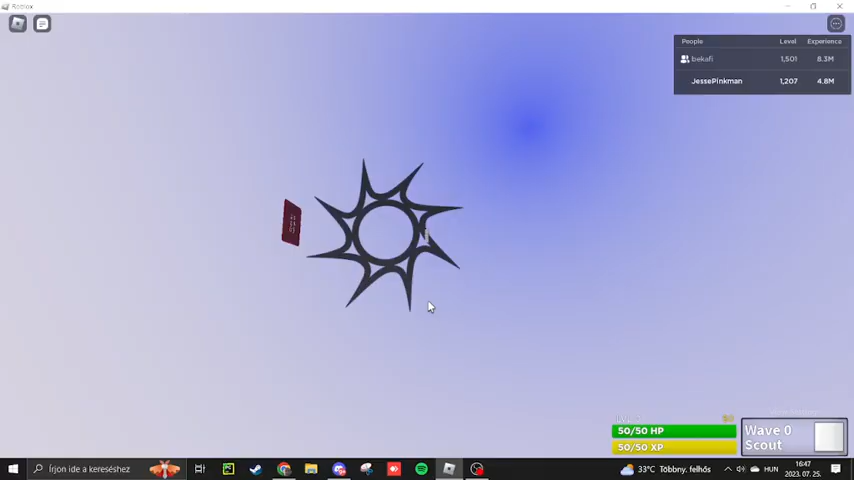 Roblox
People Level Experience
bekafi 1,501 8.3M
JessePinkman 1,207 4.8M
50/50 HP
50/50 XP
Wave 0
Scout
Írjon ide a kereséshez
33°C Többny. felhős
HUN
16:47
2023. 07. 25.